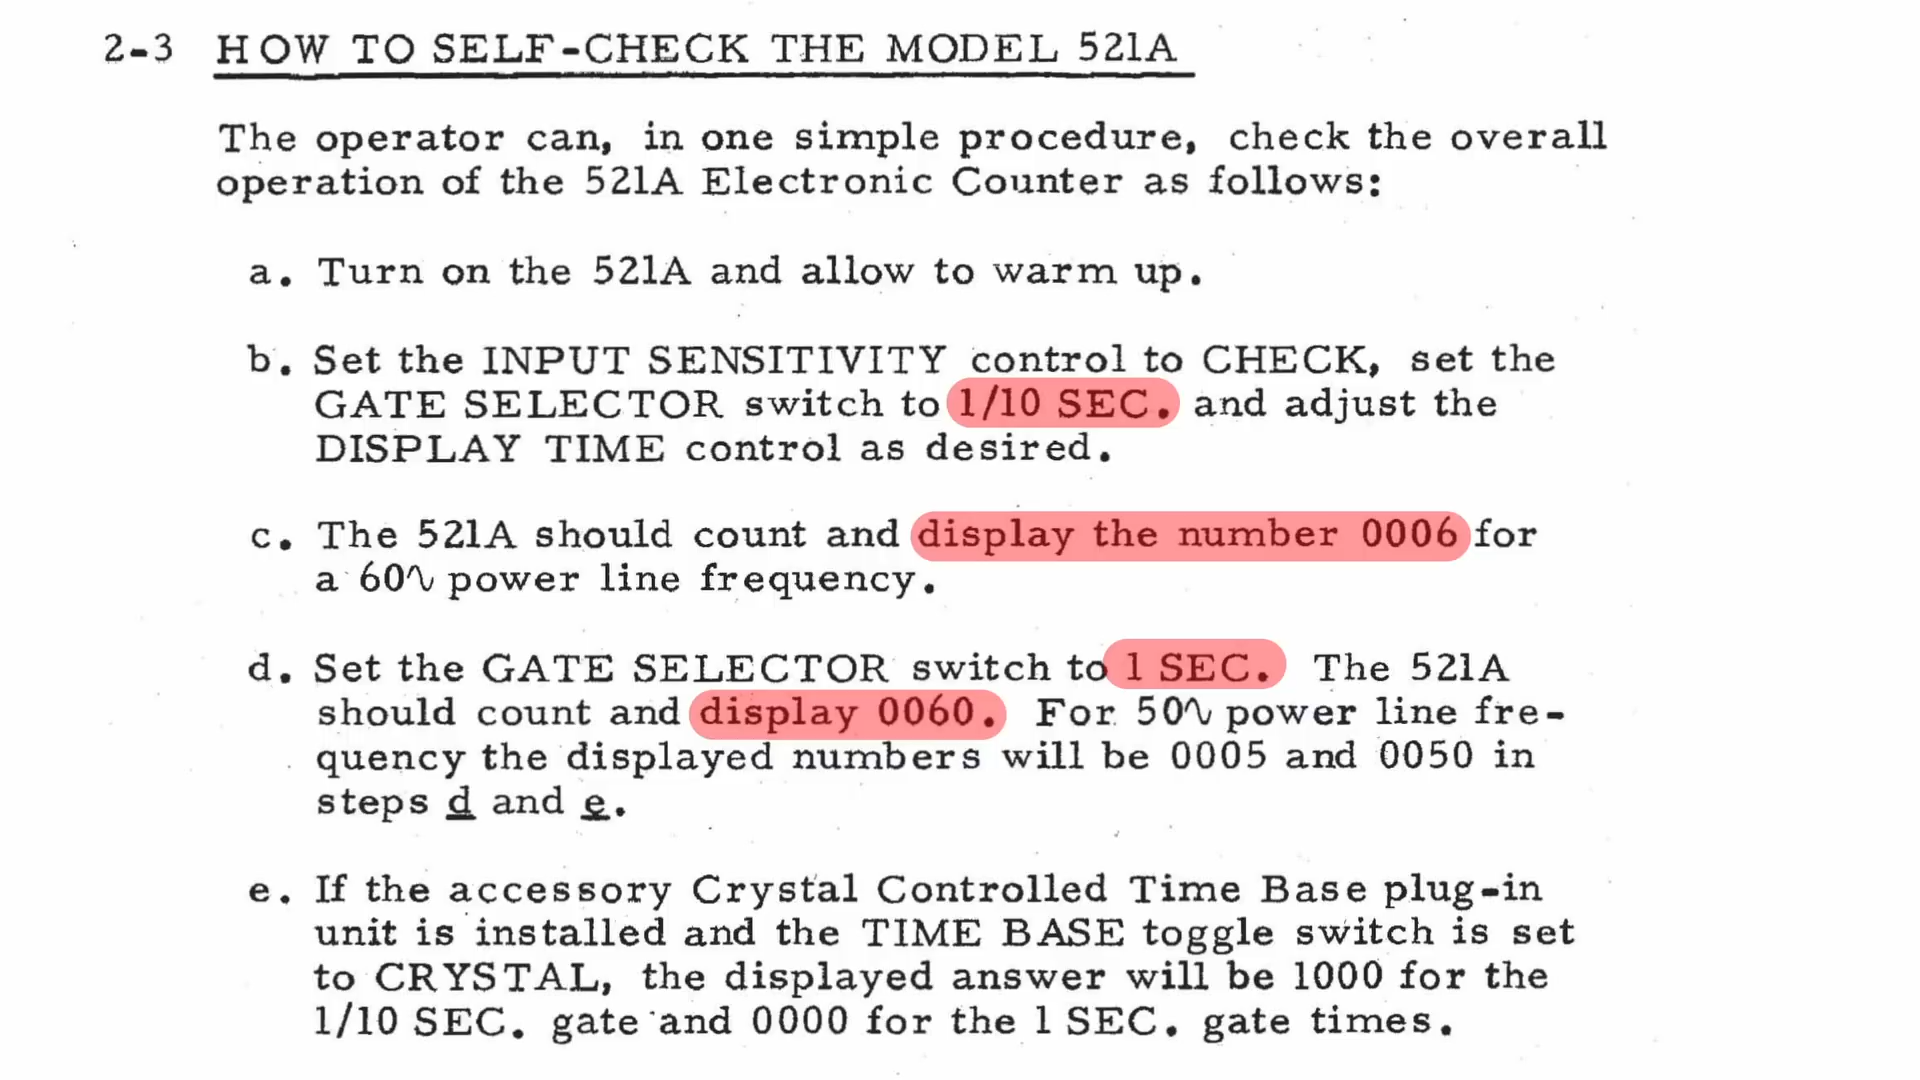 2-3 HOW TO SELF-CHECK THE MODEL 521A
The operator can, in one simple procedure, check the overall
operation of the 521A Electronic Counter as follows:
a. Turn on the 521A and allow to warm up.
b. Set the INPUT SENSITIVITY control to CHECK, set the
GATE SELECTOR switch to 1/10 SEC. and adjust the
DISPLAY TIME control as desired.
c. The 521A should count and display the number 0006 for
a 60∿ power line frequency.
d. Set the GATE SELECTOR switch to 1 SEC. The 521A
should count and display 0060. For 50∿ power line fre-
quency the displayed numbers will be 0005 and 0050 in
steps d and e.
e. If the accessory Crystal Controlled Time Base plug-in
unit is installed and the TIME BASE toggle switch is set
to CRYSTAL, the displayed answer will be 1000 for the
1/10 SEC. gate and 0000 for the 1 SEC. gate times.